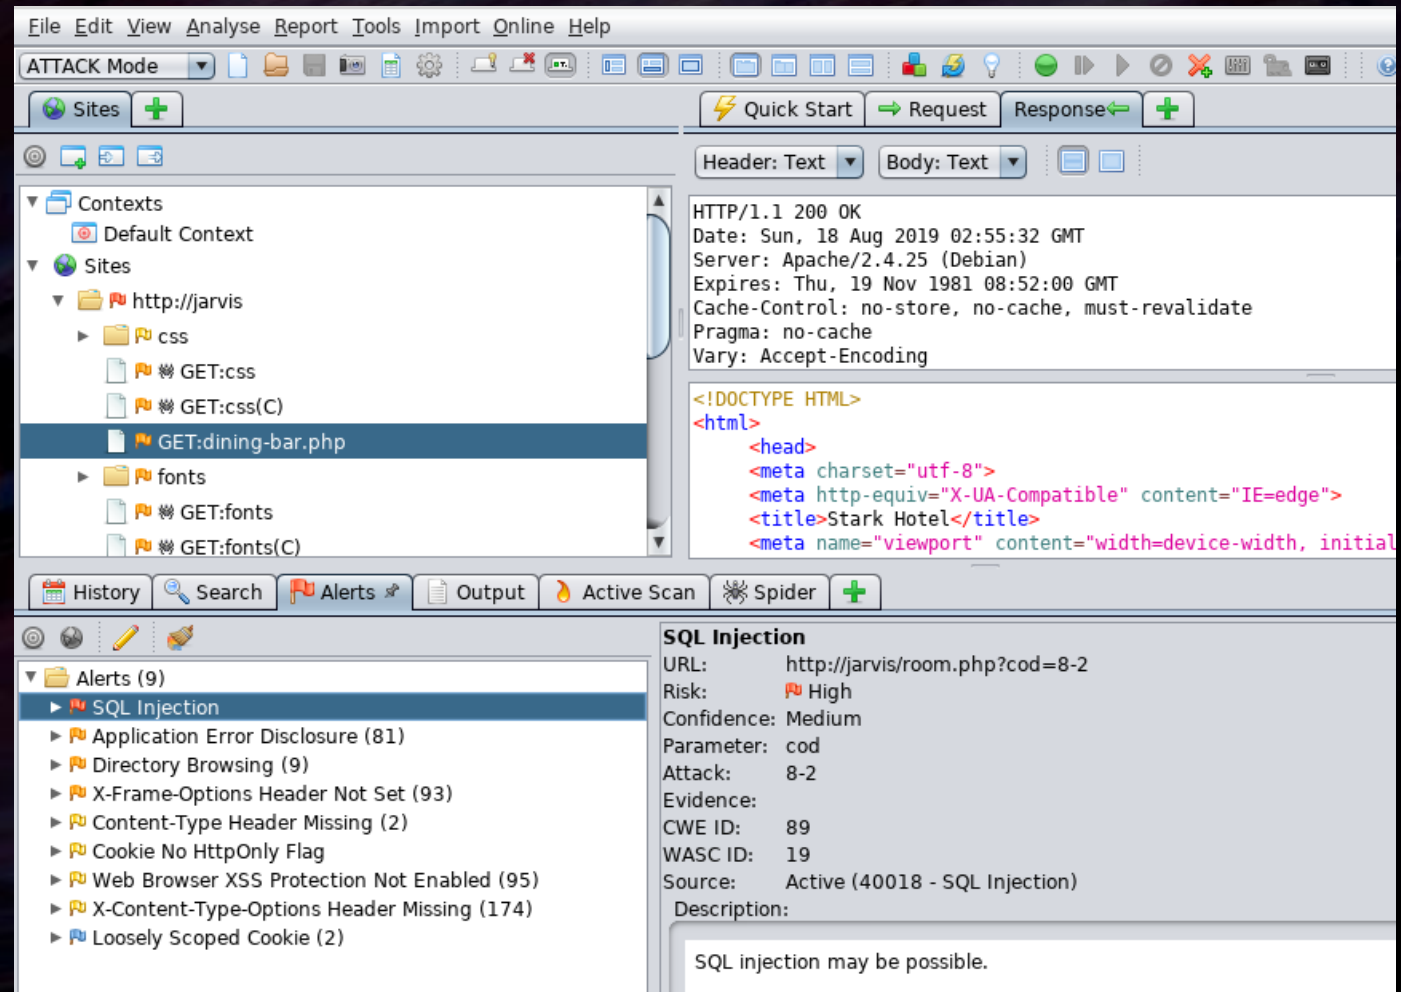 File Edit View Analyse Report Tools Import Online Help
ATTACK Mode
Sites
Quick Start Request Response
Header: Text Body: Text
Contexts
Default Context
Sites
http://jarvis
css
GET:css
GET:css(C)
GET:dining-bar.php
fonts
GET:fonts
GET:fonts(C)
HTTP/1.1 200 OK
Date: Sun, 18 Aug 2019 02:55:32 GMT
Server: Apache/2.4.25 (Debian)
Expires: Thu, 19 Nov 1981 08:52:00 GMT
Cache-Control: no-store, no-cache, must-revalidate
Pragma: no-cache
Vary: Accept-Encoding
<!DOCTYPE HTML>
<html>
<head>
<meta charset="utf-8">
<meta http-equiv="X-UA-Compatible" content="IE=edge">
<title>Stark Hotel</title>
<meta name="viewport" content="width=device-width, initial
History Search Alerts Output Active Scan Spider
Alerts (9)
SQL Injection
Application Error Disclosure (81)
Directory Browsing (9)
X-Frame-Options Header Not Set (93)
Content-Type Header Missing (2)
Cookie No HttpOnly Flag
Web Browser XSS Protection Not Enabled (95)
X-Content-Type-Options Header Missing (174)
Loosely Scoped Cookie (2)
SQL Injection
URL: http://jarvis/room.php?cod=8-2
Risk: High
Confidence: Medium
Parameter: cod
Attack: 8-2
Evidence:
CWE ID: 89
WASC ID: 19
Source: Active (40018 - SQL Injection)
Description:
SQL injection may be possible.